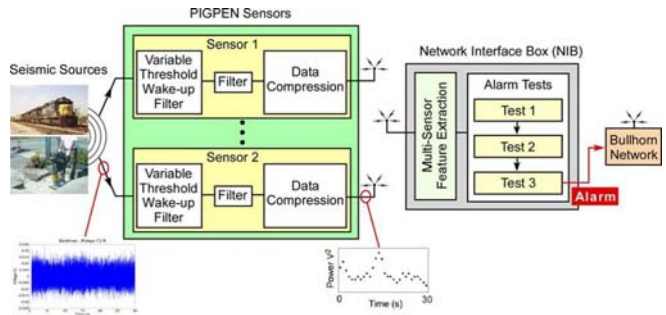 PIGPEN Sensors
Seismic Sources
Sensor 1
Variable
Threshold
Wake-up
Filter
Filter
Data
Compression
Sensor 2
Variable
Threshold
Wake-up
Filter
Filter
Data
Compression
Network Interface Box (NIB)
Multi-Sensor
Feature Extraction
Alarm Tests
Test 1
Test 2
Test 3
Alarm
Bullhorn
Network
Power V²
0
30
Time (s)